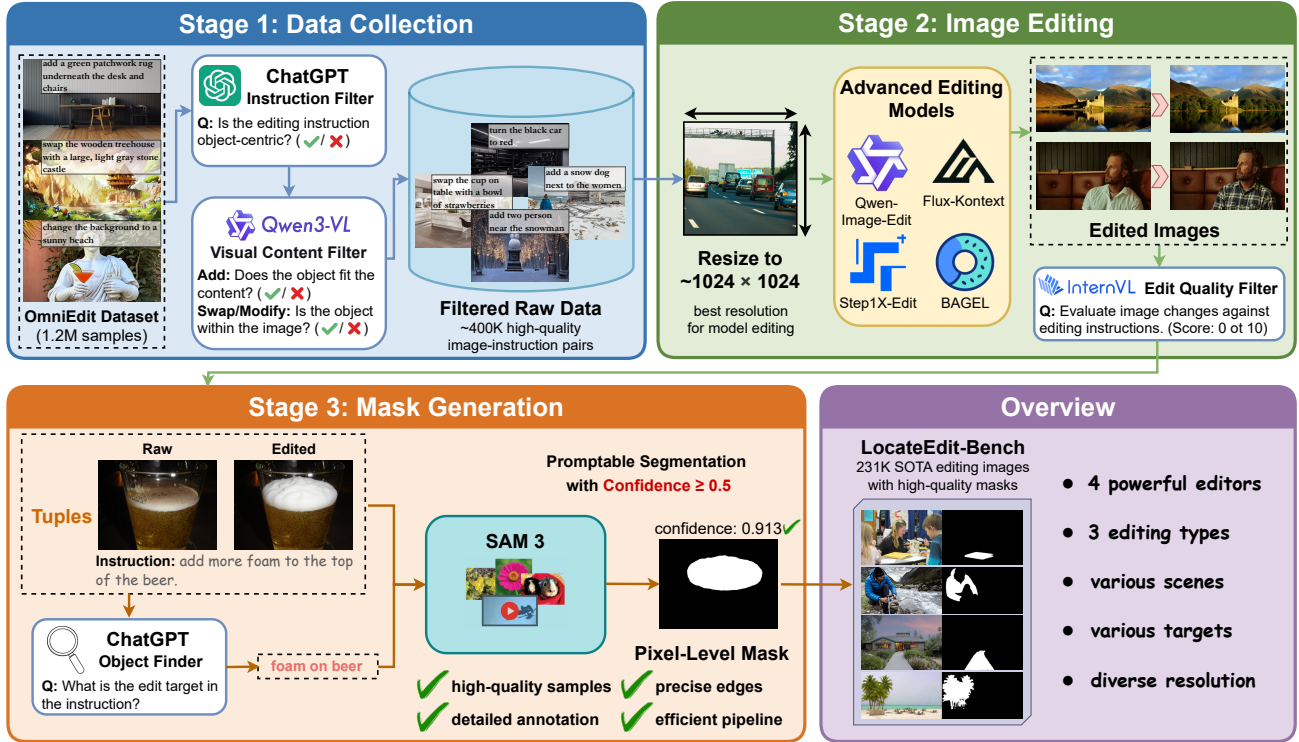 Stage 1: Data Collection
add a green patchwork rug
underneath the desk and
chairs
swap the wooden treehouse
with a large, light gray stone
castle
change the background to a
sunny beach
OmniEdit Dataset
(1.2M samples)
ChatGPT
Instruction Filter
Q: Is the editing instruction
object-centric? (✔/✘)
Qwen3-VL
Visual Content Filter
Add: Does the object fit the
content? (✔/✘)
Swap/Modify: Is the object
within the image? (✔/✘)
turn the black car
to red
swap the cup on
table with a bowl
of strawberries
add a snow dog
next to the women
add two person
near the snowman
Filtered Raw Data
~400K high-quality
image-instruction pairs
Stage 2: Image Editing
Resize to
~1024 × 1024
best resolution
for model editing
Advanced Editing
Models
Qwen-
Image-Edit
Flux-Kontext
Step1X-Edit
BAGEL
Edited Images
InternVL Edit Quality Filter
Q: Evaluate image changes against
editing instructions. (Score: 0 ot 10)
Stage 3: Mask Generation
Raw
Edited
Tuples
Instruction: add more foam to the top
of the beer.
ChatGPT
Object Finder
Q: What is the edit target in
the instruction?
foam on beer
Promptable Segmentation
with Confidence ≥ 0.5
SAM 3
confidence: 0.913✔
Pixel-Level Mask
✔ high-quality samples
✔ precise edges
✔ detailed annotation
✔ efficient pipeline
Overview
LocateEdit-Bench
231K SOTA editing images
with high-quality masks
• 4 powerful editors
• 3 editing types
• various scenes
• various targets
• diverse resolution